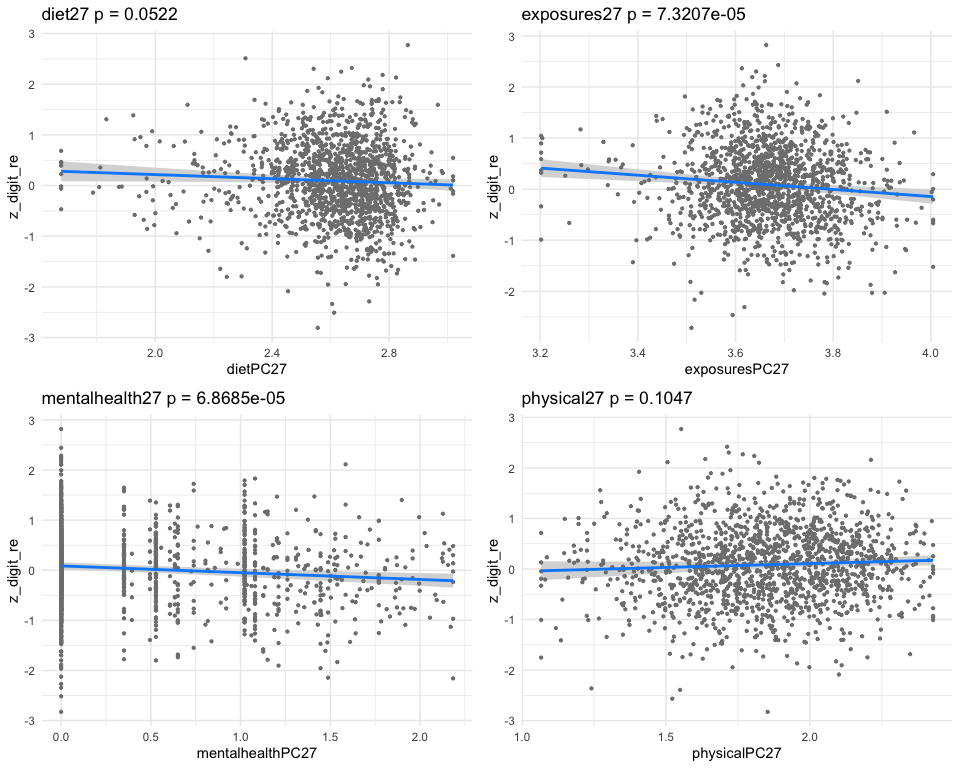 diet27 p = 0.0522
z_digit_re
3
2
1
0
-1
-2
-3
2.0 2.4 2.8
dietPC27
exposures27 p = 7.3207e-05
z_digit_re
3
2
1
0
-1
-2
3.2 3.4 3.6 3.8 4.0
exposuresPC27
mentalhealth27 p = 6.8685e-05
z_digit_re
3
2
1
0
-1
-2
-3
0.0 0.5 1.0 1.5 2.0
mentalhealthPC27
physical27 p = 0.1047
z_digit_re
3
2
1
0
-1
-2
-3
1.0 1.5 2.0
physicalPC27